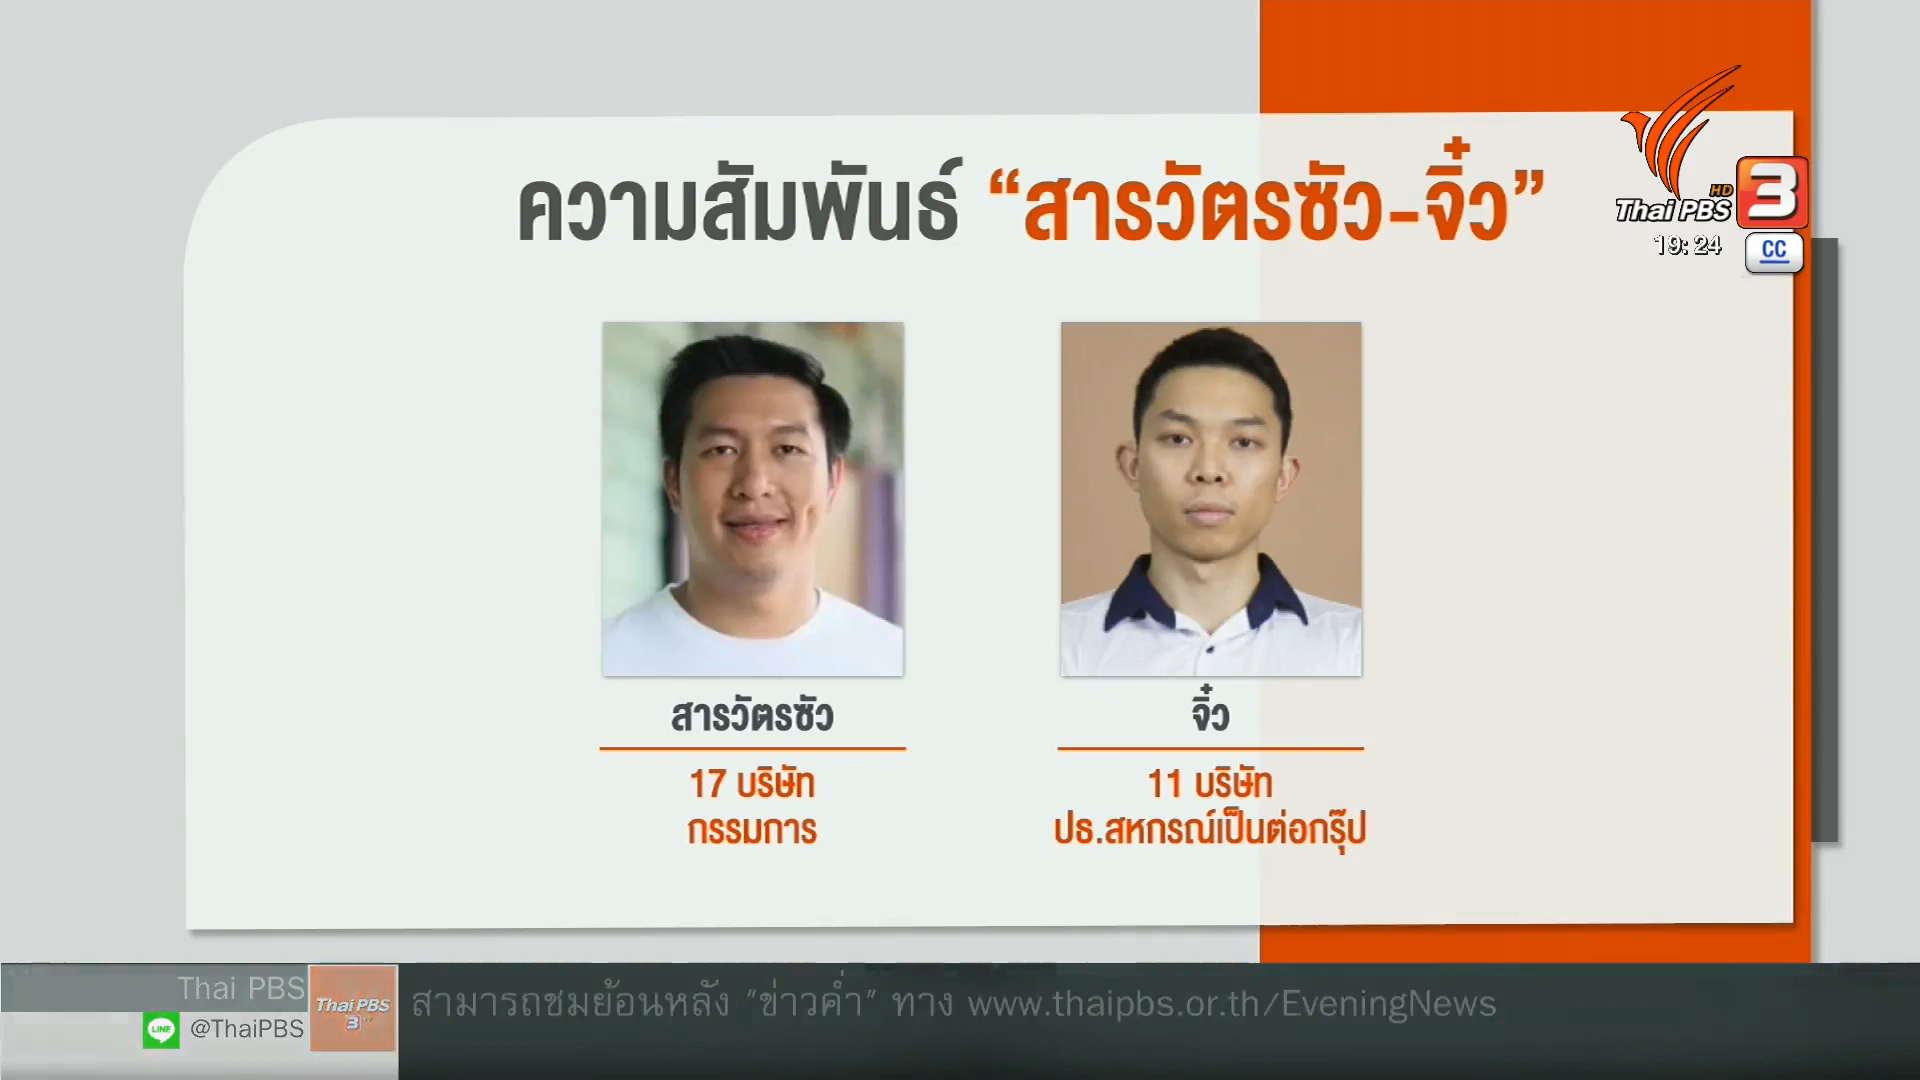 ความสัมพันธ์ “สารวัตรซัว-จิ๋ว”
HD
Thai PBS
3
19:24
CC
สารวัตรซัว
17 บริษัท
กรรมการ
จิ๋ว
11 บริษัท
ปธ.สหกรณ์เป็นต่อกรุ๊ป
Thai PBS
LINE @ThaiPBS
Thai PBS
3
สามารถชมย้อนหลัง "ข่าวค่ำ" ทาง www.thaipbs.or.th/EveningNews